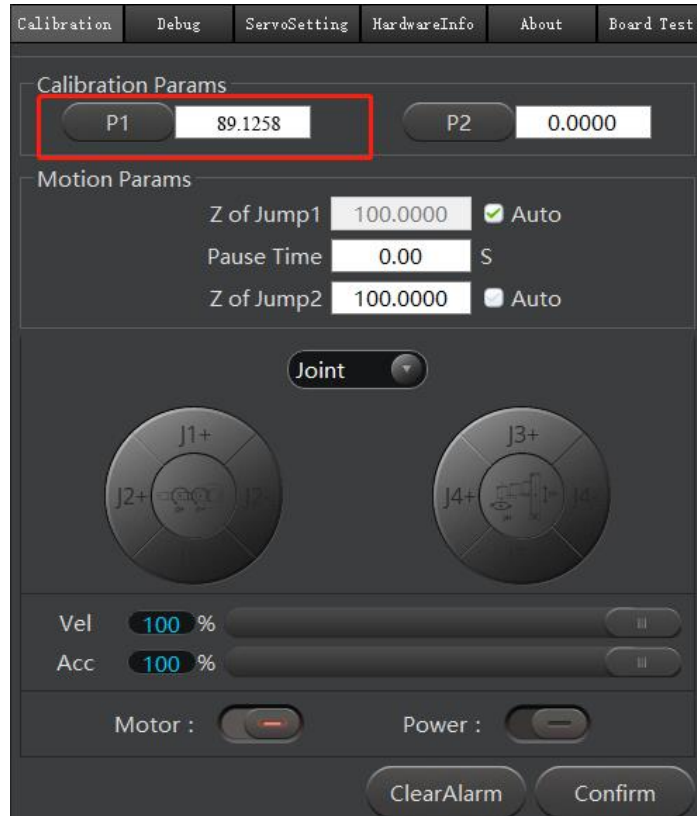 Calibration Debug ServoSetting HardwareInfo About Board Test
Calibration Params
P1 89.1258 P2 0.0000
Motion Params
Z of Jump1 100.0000 Auto
Pause Time 0.00 S
Z of Jump2 100.0000 Auto
Joint
J1+ J3+
J2+ J2- J4+ J4-
Vel 100 %
Acc 100 %
Motor : Power :
ClearAlarm Confirm